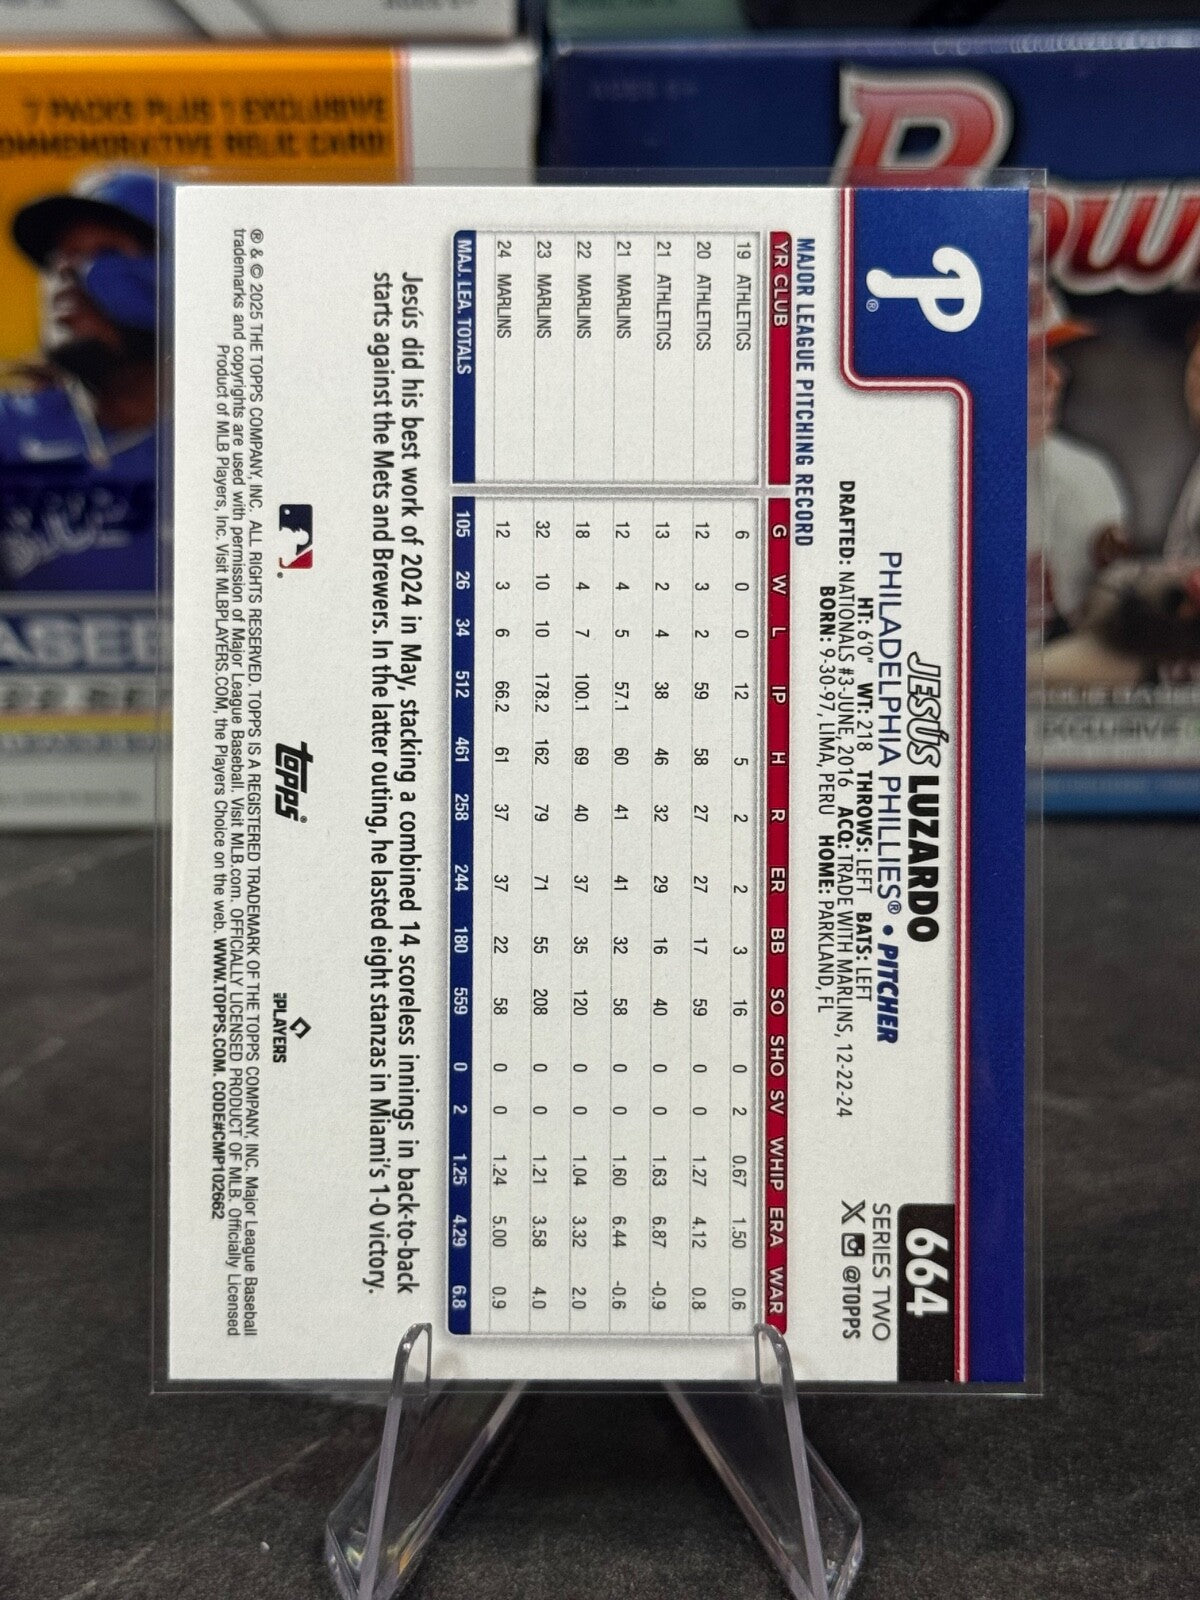 7 PACKS PLUS 1 EXCLUSIVE
COMMEMORATIVE RELIC CARD
Bow
P®
664
JESÚS LUZARDO
PHILADELPHIA PHILLIES® • PITCHER
SERIES TWO
HT: 6'0" WT: 218 THROWS: LEFT BATS: LEFT
DRAFTED: NATIONALS #3-JUNE, 2016 ACQ: TRADE WITH MARLINS, 12-22-24
X @TOPPS
BORN: 9-30-97, LIMA, PERU HOME: PARKLAND, FL
MAJOR LEAGUE PITCHING RECORD
YR CLUB G W L IP H R ER BB SO SHO SV WHIP ERA WAR
19 ATHLETICS 6 0 0 12 5 2 2 3 16 0 2 0.67 1.50 0.6
20 ATHLETICS 12 3 2 59 58 27 27 17 59 0 0 1.27 4.12 0.8
21 ATHLETICS 13 2 4 38 46 32 29 16 40 0 0 1.63 6.87 -0.9
21 MARLINS 12 4 5 57.1 60 41 41 32 58 0 0 1.60 6.44 -0.6
22 MARLINS 18 4 7 100.1 69 40 37 35 120 0 0 1.04 3.32 2.0
23 MARLINS 32 10 10 178.2 162 79 71 55 208 0 0 1.21 3.58 4.0
24 MARLINS 12 3 6 66.2 61 37 37 22 58 0 0 1.24 5.00 0.9
MAJ. LEA. TOTALS 105 26 34 512 461 258 244 180 559 0 2 1.25 4.29 6.8
Jesús did his best work of 2024 in May, stacking a combined 14 scoreless innings in back-to-back
starts against the Mets and Brewers. In the latter outing, he lasted eight stanzas in Miami's 1-0 victory.
topps®
PLAYERS
® & © 2025 THE TOPPS COMPANY, INC. ALL RIGHTS RESERVED. TOPPS IS A REGISTERED TRADEMARK OF THE TOPPS COMPANY, INC. Major League Baseball
trademarks and copyrights are used with permission of Major League Baseball. Visit MLB.com. OFFICIALLY LICENSED PRODUCT OF MLB. Officially Licensed
Product of MLB Players, Inc. Visit MLBPLAYERS.COM, the Players Choice on the web. WWW.TOPPS.COM. CODE#CMP102662